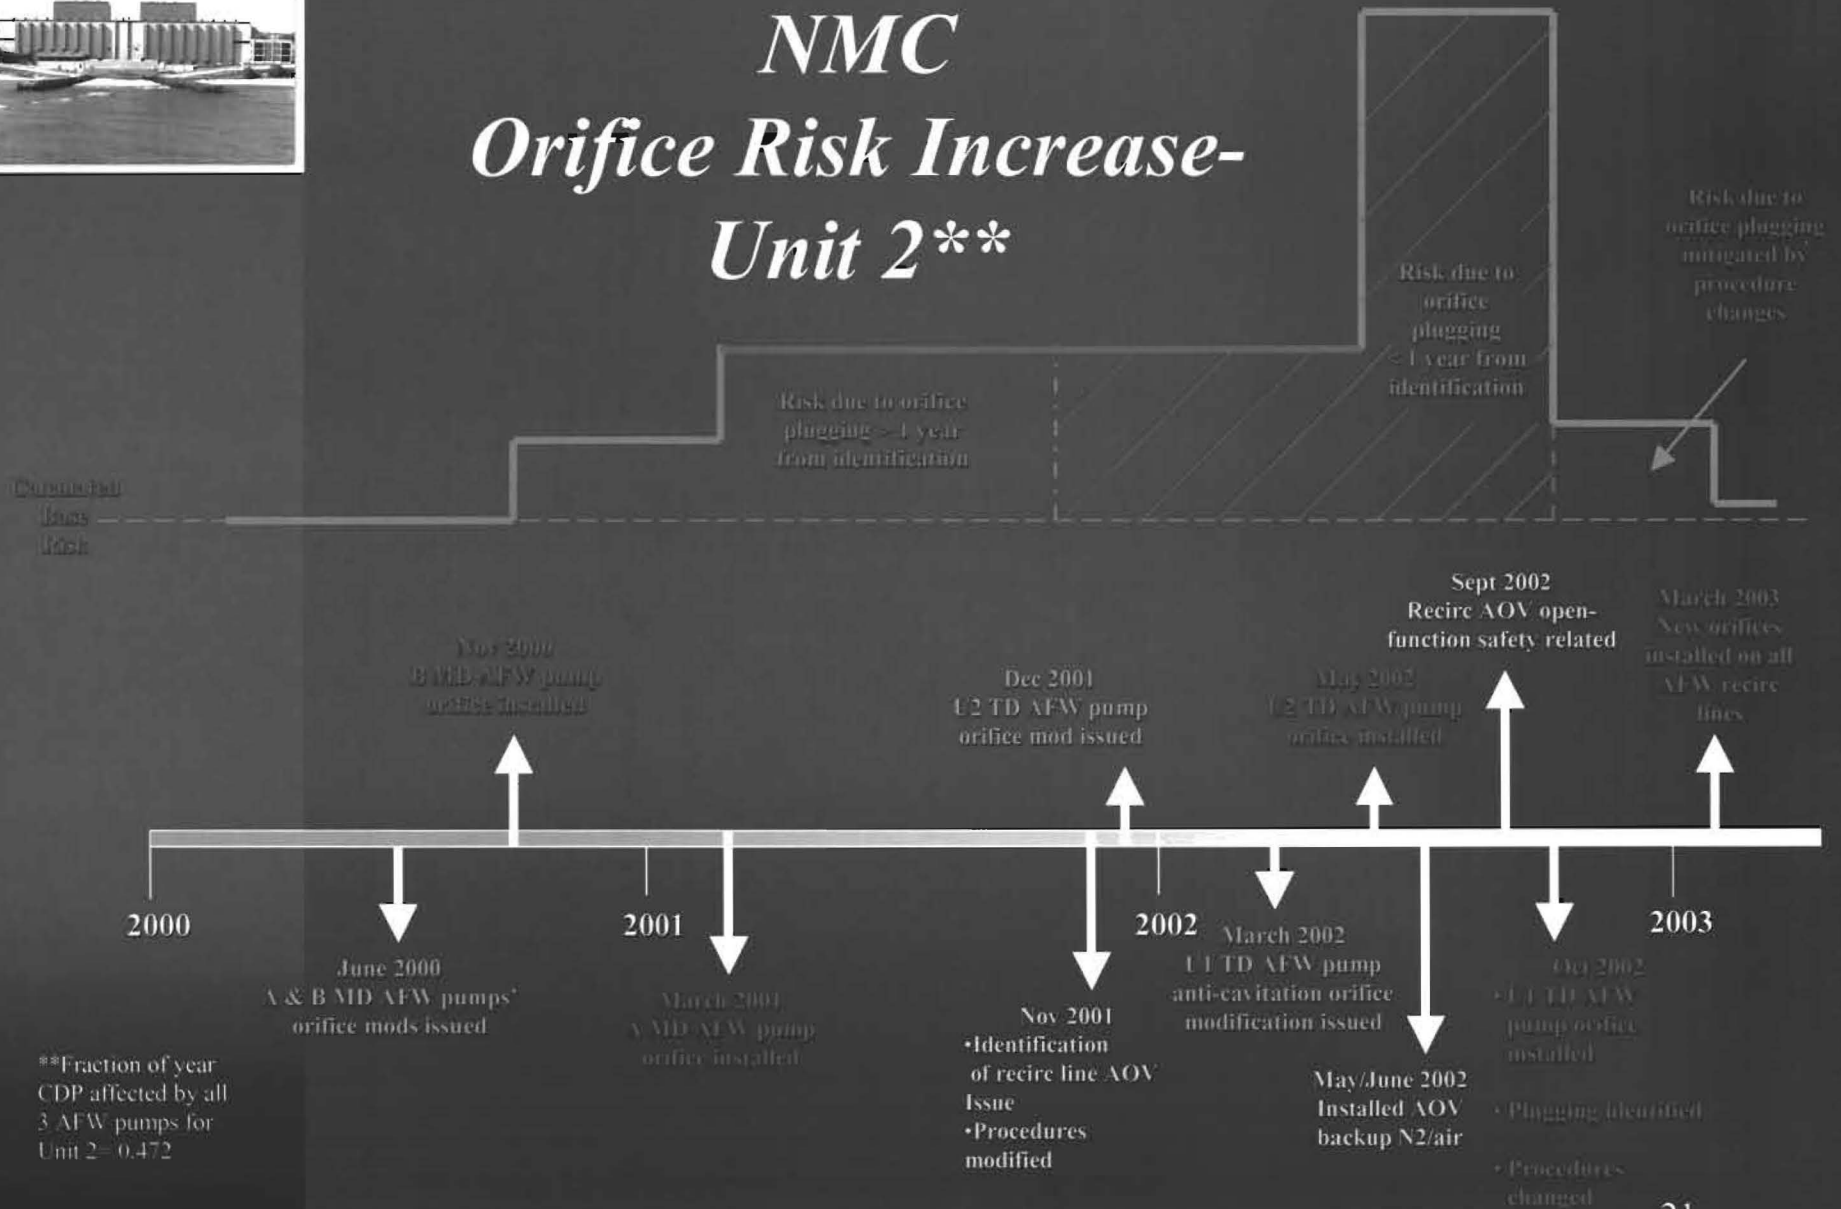 NMC
Orifice Risk Increase-
Unit 2**
Risk due to
orifice plugging
mitigated by
procedure
changes
Risk due to
orifice
plugging
< 1 year from
identification
Risk due to orifice
plugging > 1 year
from identification
Base
Risk
Sept 2002
Recirc AOV open-
function safety related
March 2003
New orifices
installed on all
AFW recirc
lines
Nov 2000
B MD AFW pump
orifice installed
Dec 2001
U2 TD AFW pump
orifice mod issued
May 2002
U2 TD AFW pump
orifice installed
2000
2001
2002
2003
June 2000
A & B MD AFW pumps'
orifice mods issued
March 2001
A MD AFW pump
orifice installed
Nov 2001
•Identification
of recirc line AOV
Issue
•Procedures
modified
March 2002
U1 TD AFW pump
anti-cavitation orifice
modification issued
May/June 2002
Installed AOV
backup N2/air
Oct 2002
• U1 TD AFW
pump orifice
installed
• Plugging identified
• Procedures
changed
**Fraction of year
CDP affected by all
3 AFW pumps for
Unit 2= 0.472